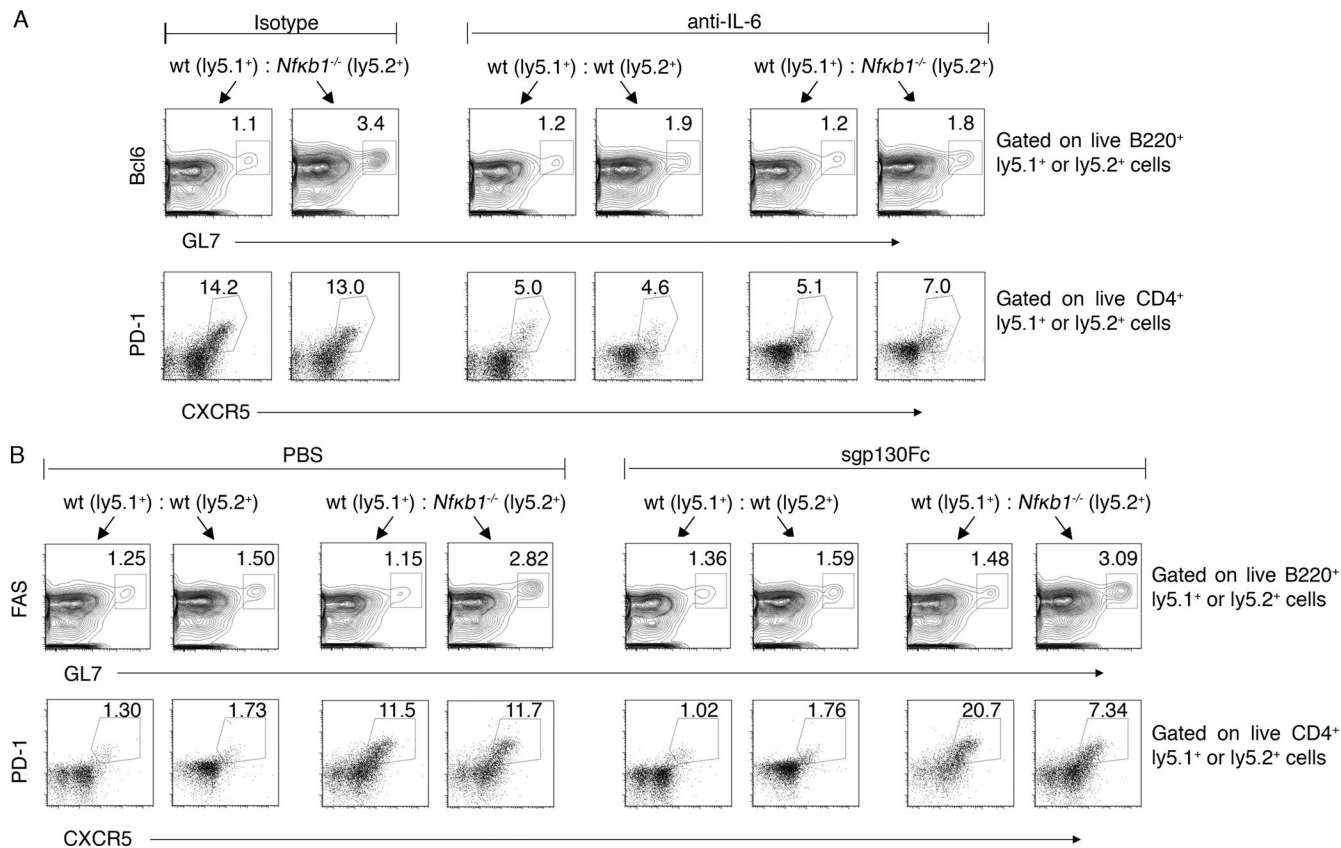 A
Isotype anti-IL-6
wt (ly5.1⁺) : Nfκb1⁻/⁻ (ly5.2⁺) wt (ly5.1⁺) : wt (ly5.2⁺) wt (ly5.1⁺) : Nfκb1⁻/⁻ (ly5.2⁺)
Bcl6 1.1 3.4 1.2 1.9 1.2 1.8 Gated on live B220⁺
ly5.1⁺ or ly5.2⁺ cells
GL7
PD-1 14.2 13.0 5.0 4.6 5.1 7.0 Gated on live CD4⁺
ly5.1⁺ or ly5.2⁺ cells
CXCR5
B
PBS sgp130Fc
wt (ly5.1⁺) : wt (ly5.2⁺) wt (ly5.1⁺) : Nfκb1⁻/⁻ (ly5.2⁺) wt (ly5.1⁺) : wt (ly5.2⁺) wt (ly5.1⁺) : Nfκb1⁻/⁻ (ly5.2⁺)
FAS 1.25 1.50 1.15 2.82 1.36 1.59 1.48 3.09 Gated on live B220⁺
ly5.1⁺ or ly5.2⁺ cells
GL7
PD-1 1.30 1.73 11.5 11.7 1.02 1.76 20.7 7.34 Gated on live CD4⁺
ly5.1⁺ or ly5.2⁺ cells
CXCR5